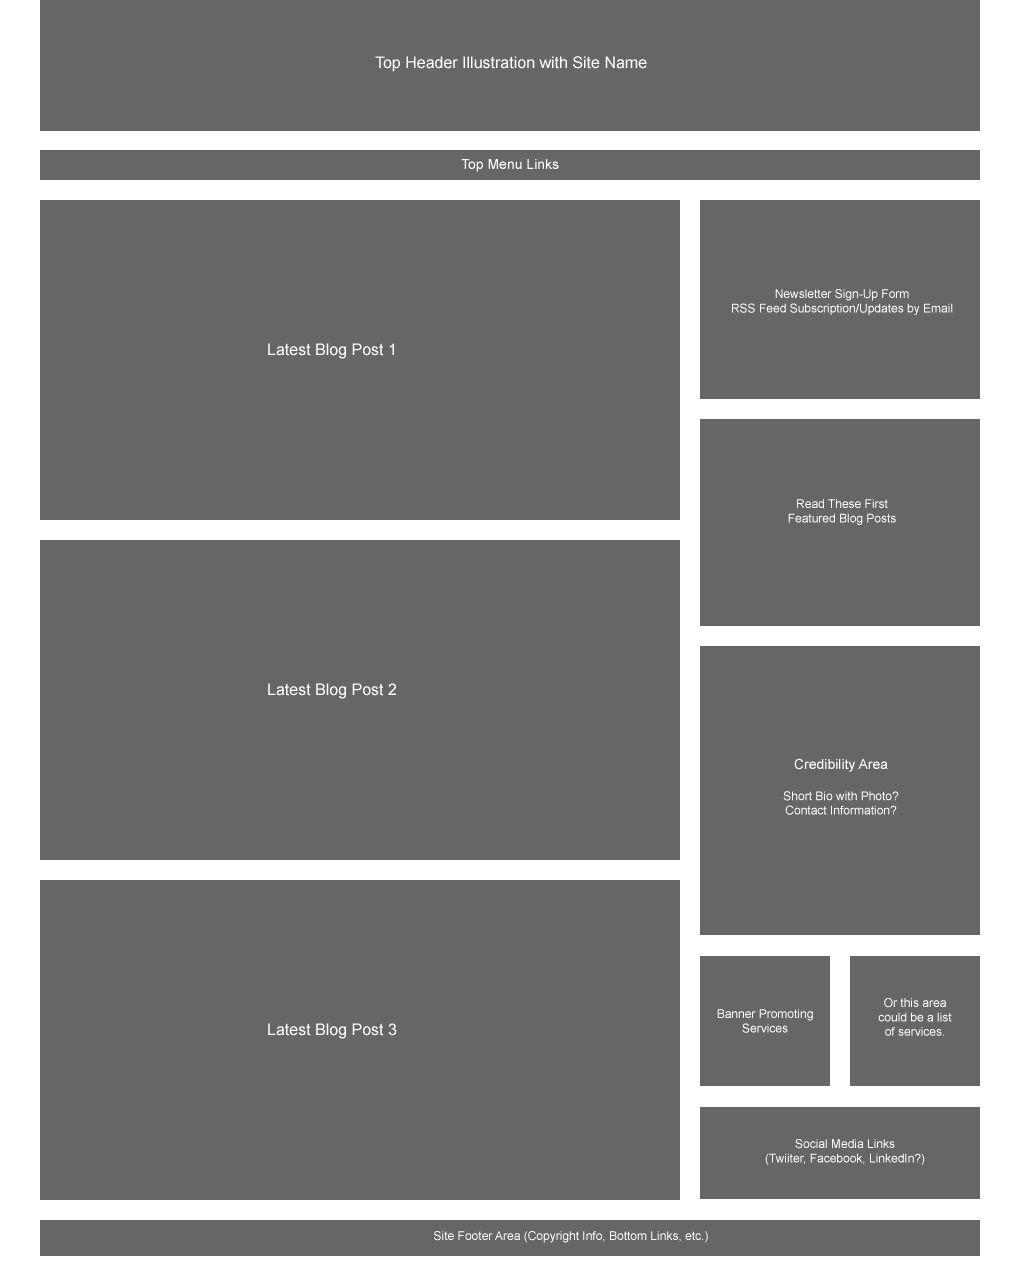 Top Header Illustration with Site Name
Top Menu Links
Latest Blog Post 1
Newsletter Sign-Up Form
RSS Feed Subscription/Updates by Email
Read These First
Featured Blog Posts
Latest Blog Post 2
Credibility Area
Short Bio with Photo?
Contact Information?
Latest Blog Post 3
Banner Promoting
Services
Or this area
could be a list
of services.
Social Media Links
(Twiiter, Facebook, LinkedIn?)
Site Footer Area (Copyright Info, Bottom Links, etc.)